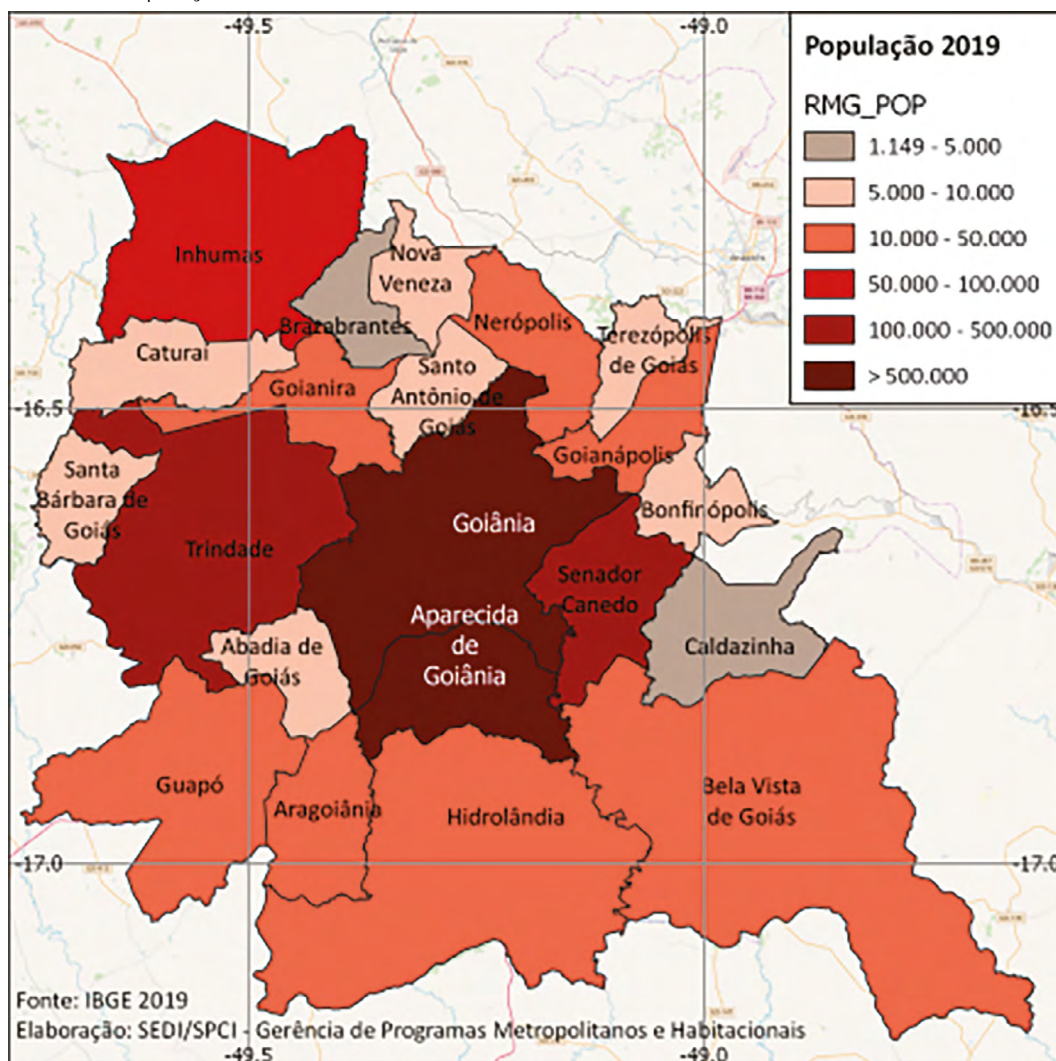 -49.5
-49.0
População 2019
RMG_POP
1.149 - 5.000
5.000 - 10.000
10.000 - 50.000
50.000 - 100.000
100.000 - 500.000
> 500.000
Inhumas
Nova
Veneza
Brazabrantes
Nerópolis
Terezópolis
de Goiás
Caturaí
Goianira
Santo
Antônio de
Goiás
-16.5
Santa
Bárbara de
Goiás
Goianápolis
Bonfinópolis
Goiânia
Trindade
Senador
Canedo
Aparecida
de
Goiânia
Caldazinha
Abadia de
Goiás
Guapó
Aragoiânia
Hidrolândia
Bela Vista
de Goiás
-17.0
-17.0
Fonte: IBGE 2019
Elaboração: SEDI/SPCI - Gerência de Programas Metropolitanos e Habitacionais
-49.5
-49.0